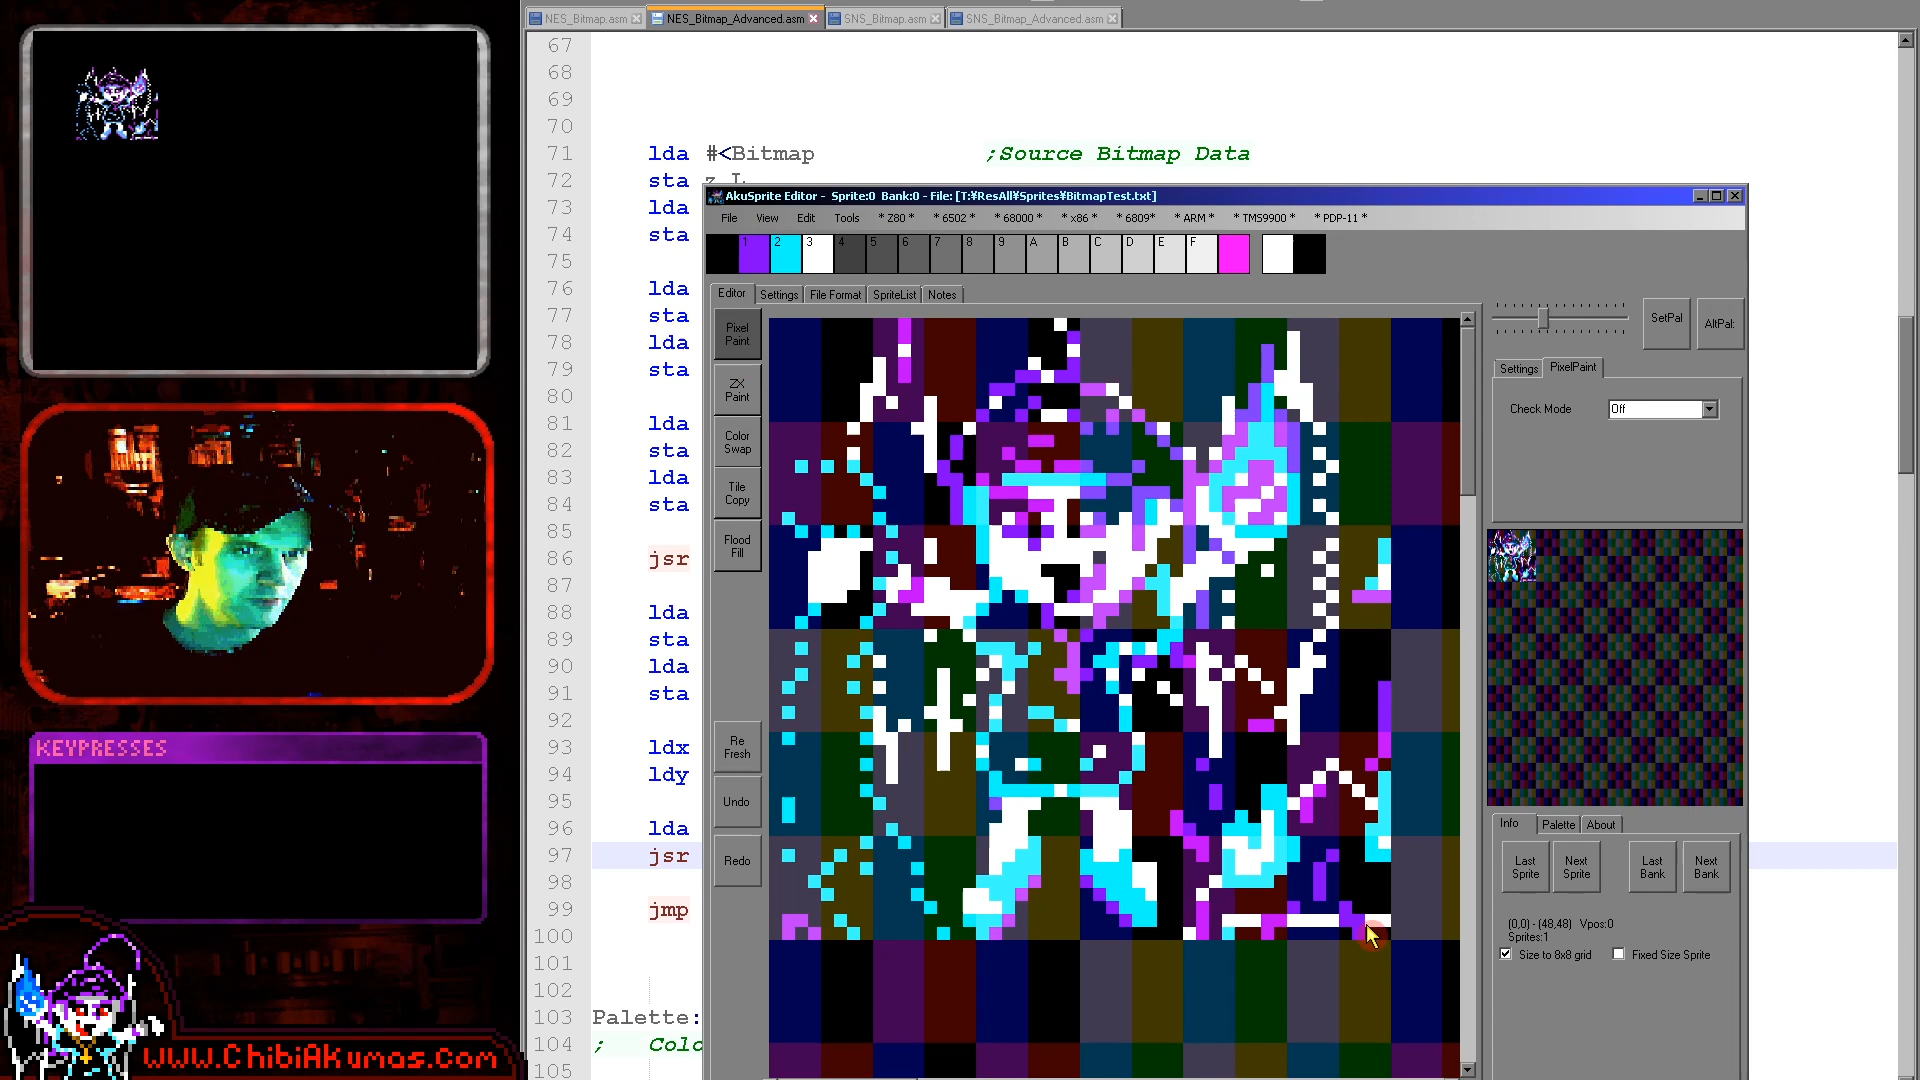 NES_Bitmap.asm NES_Bitmap_Advanced.asm SNS_Bitmap.asm SNS_Bitmap_Advanced.asm
67
68
69
70
71 lda #<Bitmap ;Source Bitmap Data
72 sta z_L
73 lda
74 sta
75
76 lda
77 sta
78 lda
79 sta
80
81 lda
82 sta
83 lda
84 sta
85
86 jsr
87
88 lda
89 sta
90 lda
91 sta
92
93 ldx
94 ldy
95
96 lda
97 jsr
98
99 jmp
100
101
102
103 Palette:
104 ; Colo
105
AkuSprite Editor - Sprite:0 Bank:0 - File: [T:¥ResAll¥Sprites¥BitmapTest.txt]
File View Edit Tools * Z80 * * 6502 * * 68000 * * x86 * * 6809* * ARM * * TMS9900 * * PDP-11 *
1 2 3 4 5 6 7 8 9 A B C D E F
Editor Settings File Format SpriteList Notes
Pixel
Paint
ZX
Paint
Color
Swap
Tile
Copy
Flood
Fill
Re
Fresh
Undo
Redo
SetPal AltPal:
Settings PixelPaint
Check Mode Off
Info Palette About
Last
Sprite
Next
Sprite
Last
Bank
Next
Bank
(0,0) - (48,48) Vpos:0
Sprites:1
Size to 8x8 grid Fixed Size Sprite
KEYPRESSES
www.ChibiAkumas.com